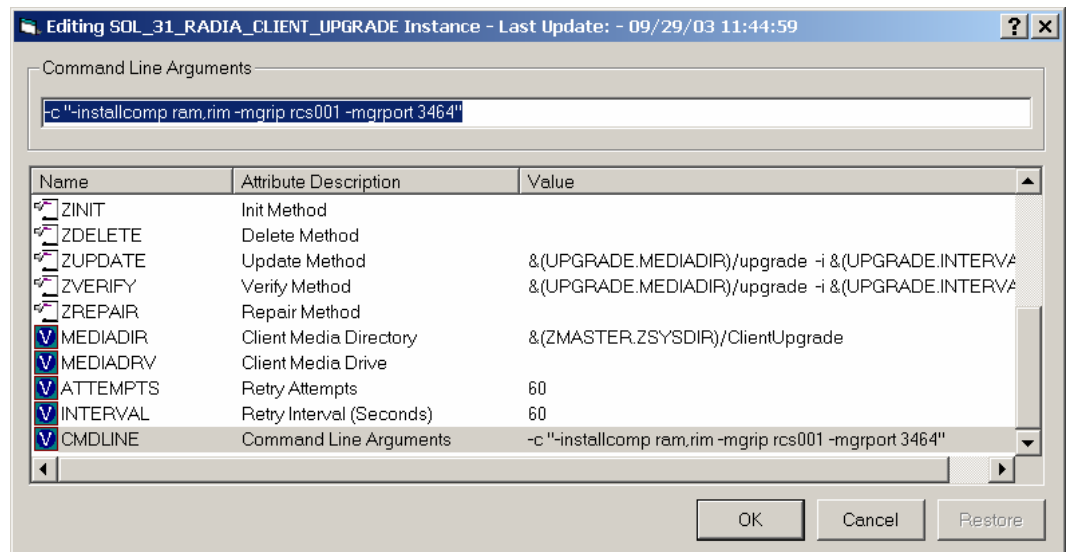 Editing SOL_31_RADIA_CLIENT_UPGRADE Instance - Last Update: - 09/29/03 11:44:59
Command Line Arguments
-c "-installcomp ram,rim -mgrip rcs001 -mgrport 3464"
Name Attribute Description Value
ZINIT Init Method
ZDELETE Delete Method
ZUPDATE Update Method &(UPGRADE.MEDIADIR)/upgrade -i &(UPGRADE.INTERVA
ZVERIFY Verify Method &(UPGRADE.MEDIADIR)/upgrade -i &(UPGRADE.INTERVA
ZREPAIR Repair Method
V MEDIADIR Client Media Directory &(ZMASTER.ZSYSDIR)/ClientUpgrade
V MEDIADRV Client Media Drive
V ATTEMPTS Retry Attempts 60
V INTERVAL Retry Interval (Seconds) 60
V CMDLINE Command Line Arguments -c "-installcomp ram,rim -mgrip rcs001 -mgrport 3464"
OK Cancel Restore